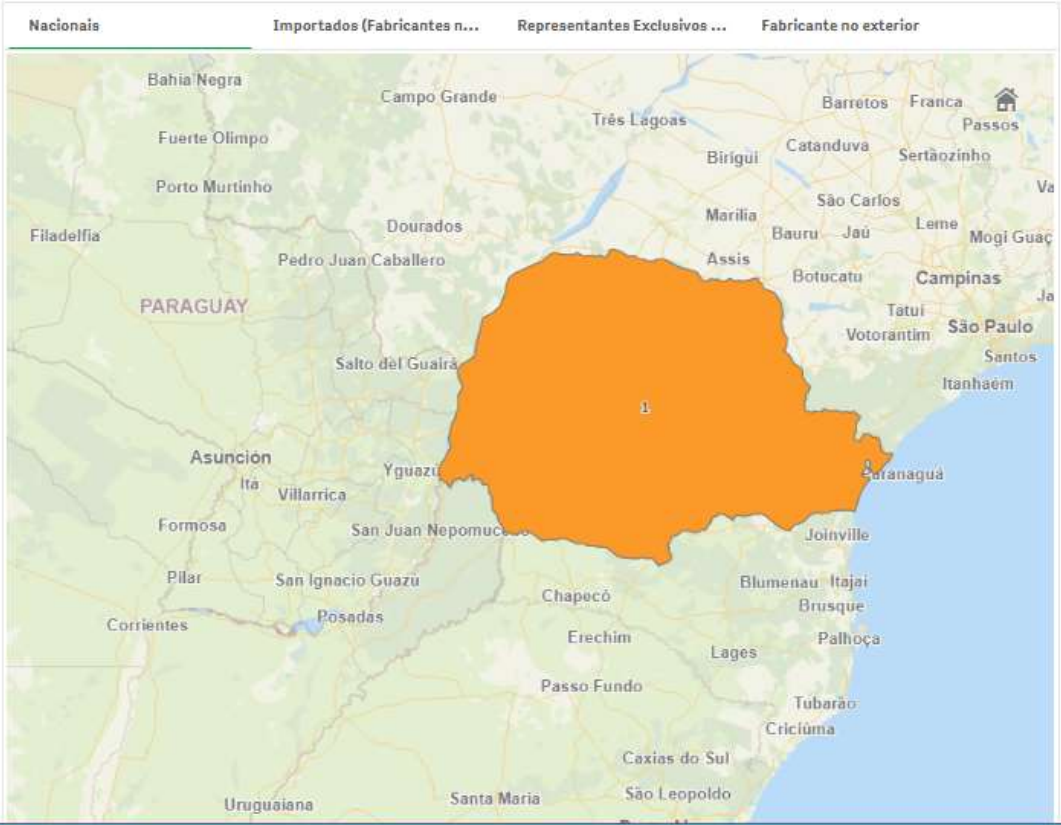 Nacionais
Importados (Fabricantes n...
Representantes Exclusivos ...
Fabricante no exterior
Bahia Negra
Campo Grande
Três Lagoas
Barretos
Franca
Passos
Fuerte Olimpo
Birigui
Catanduva
Sertãozinho
Porto Murtinho
Va
São Carlos
Marília
Leme
Filadelfia
Dourados
Bauru
Jaú
Mogi Guaç
Pedro Juan Caballero
Assis
Botucatu
Campinas
PARAGUAY
Ja
Tatuí
Votorantim
São Paulo
Salto del Guairá
Santos
Itanhaém
1
Asunción
Yguazú
Paranaguá
Itá
Villarrica
Formosa
San Juan Nepomuceno
Joinville
Pilar
San Ignacio Guazú
Blumenau
Itajaí
Chapecó
Brusque
Posadas
Corrientes
Erechim
Palhoça
Lages
Passo Fundo
Tubarão
Criciúma
Caxias do Sul
Uruguaiana
Santa Maria
São Leopoldo